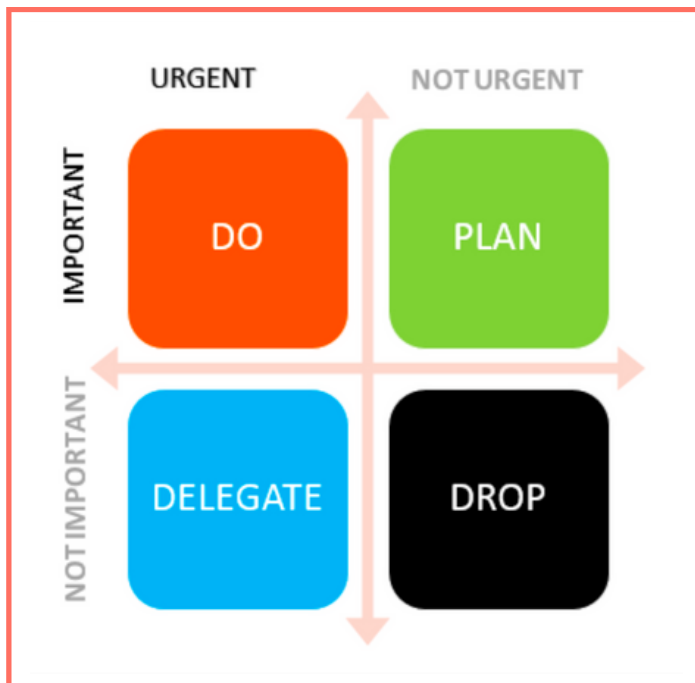 URGENT
NOT URGENT
IMPORTANT
DO
PLAN
NOT IMPORTANT
DELEGATE
DROP